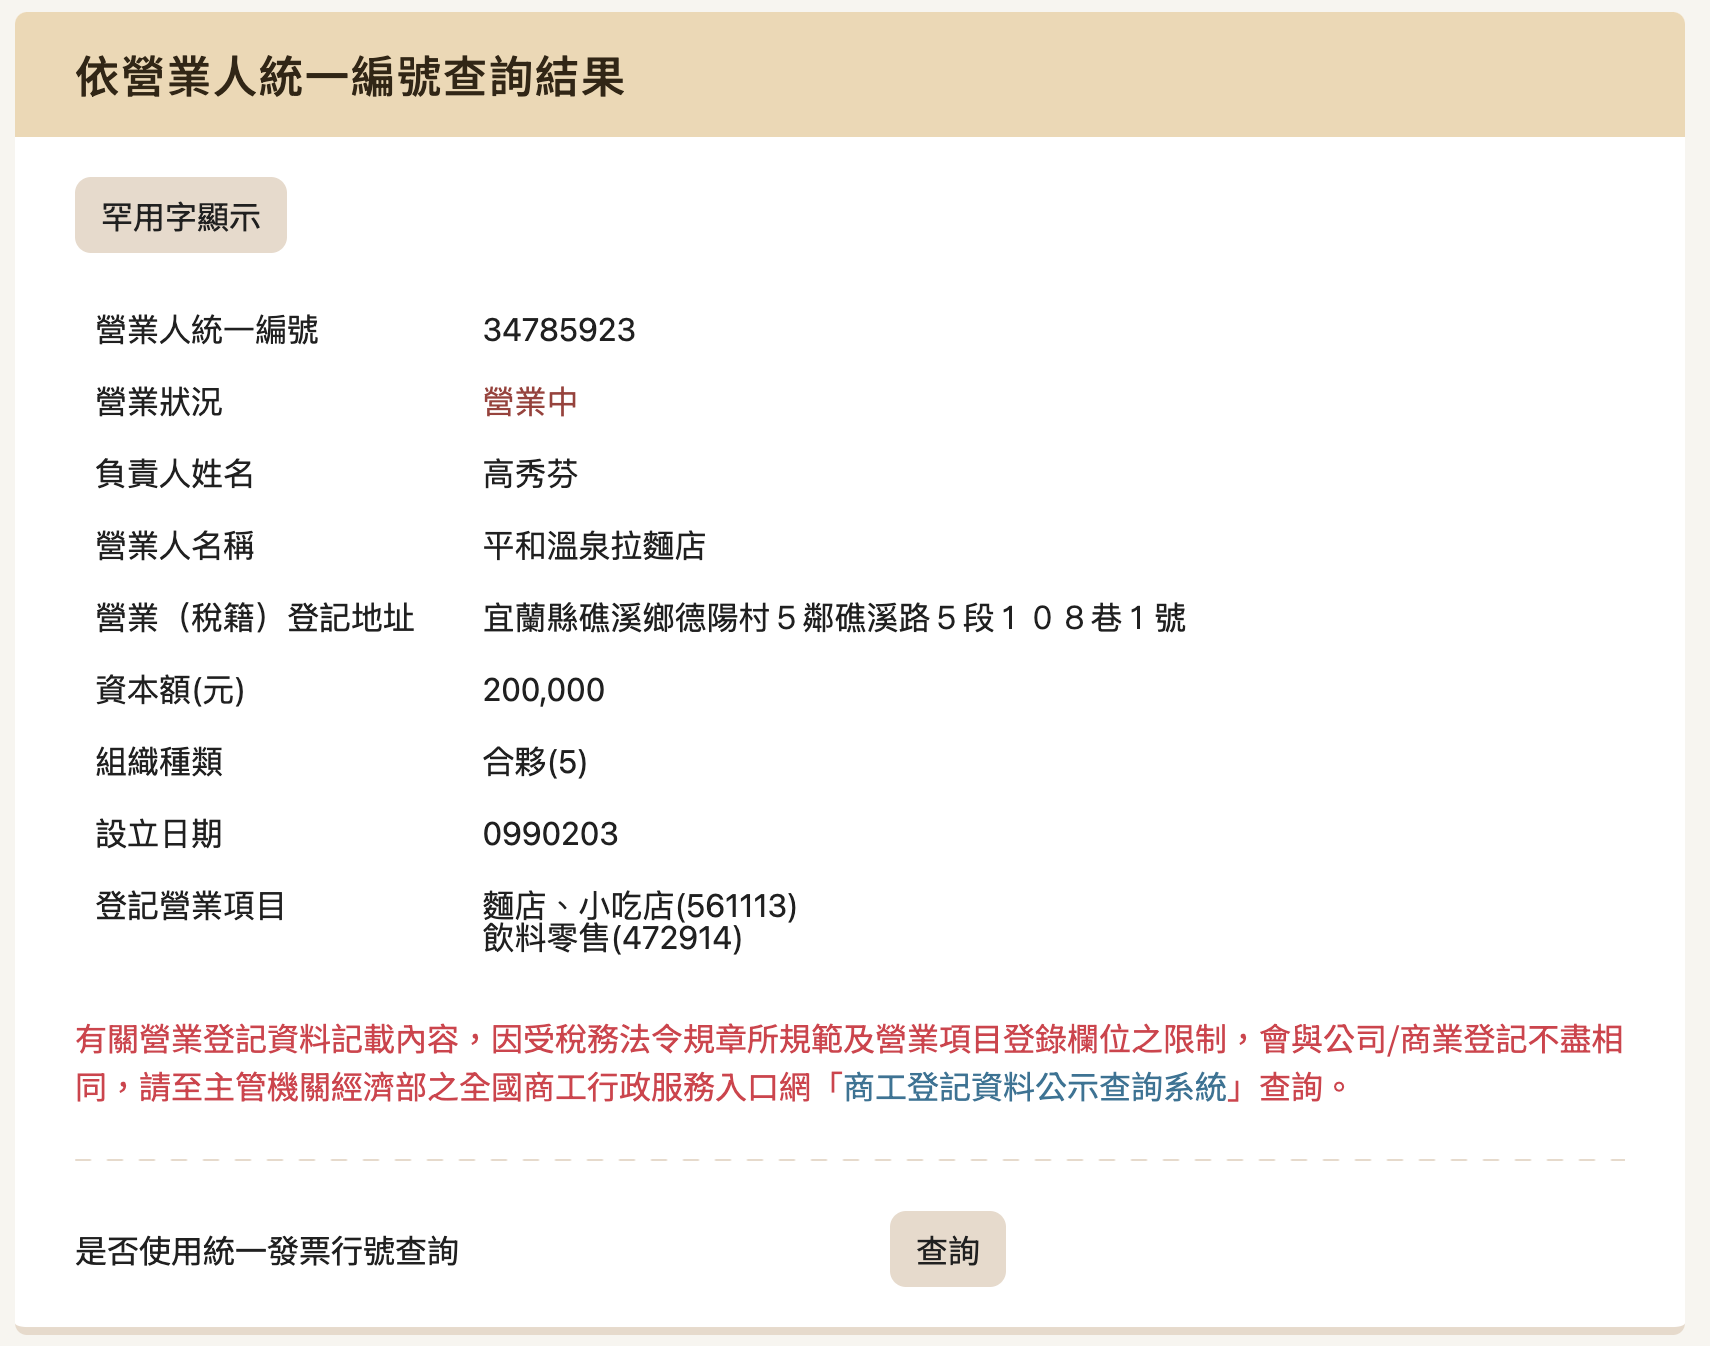 依營業人統一編號查詢結果
罕用字顯示
營業人統一編號 34785923
營業狀況 營業中
負責人姓名 高秀芬
營業人名稱 平和溫泉拉麵店
營業（稅籍）登記地址 宜蘭縣礁溪鄉德陽村５鄰礁溪路５段１０８巷１號
資本額(元) 200,000
組織種類 合夥(5)
設立日期 0990203
登記營業項目 麵店、小吃店(561113)
飲料零售(472914)
有關營業登記資料記載內容，因受稅務法令規章所規範及營業項目登錄欄位之限制，會與公司/商業登記不盡相
同，請至主管機關經濟部之全國商工行政服務入口網「商工登記資料公示查詢系統」查詢。
是否使用統一發票行號查詢 查詢